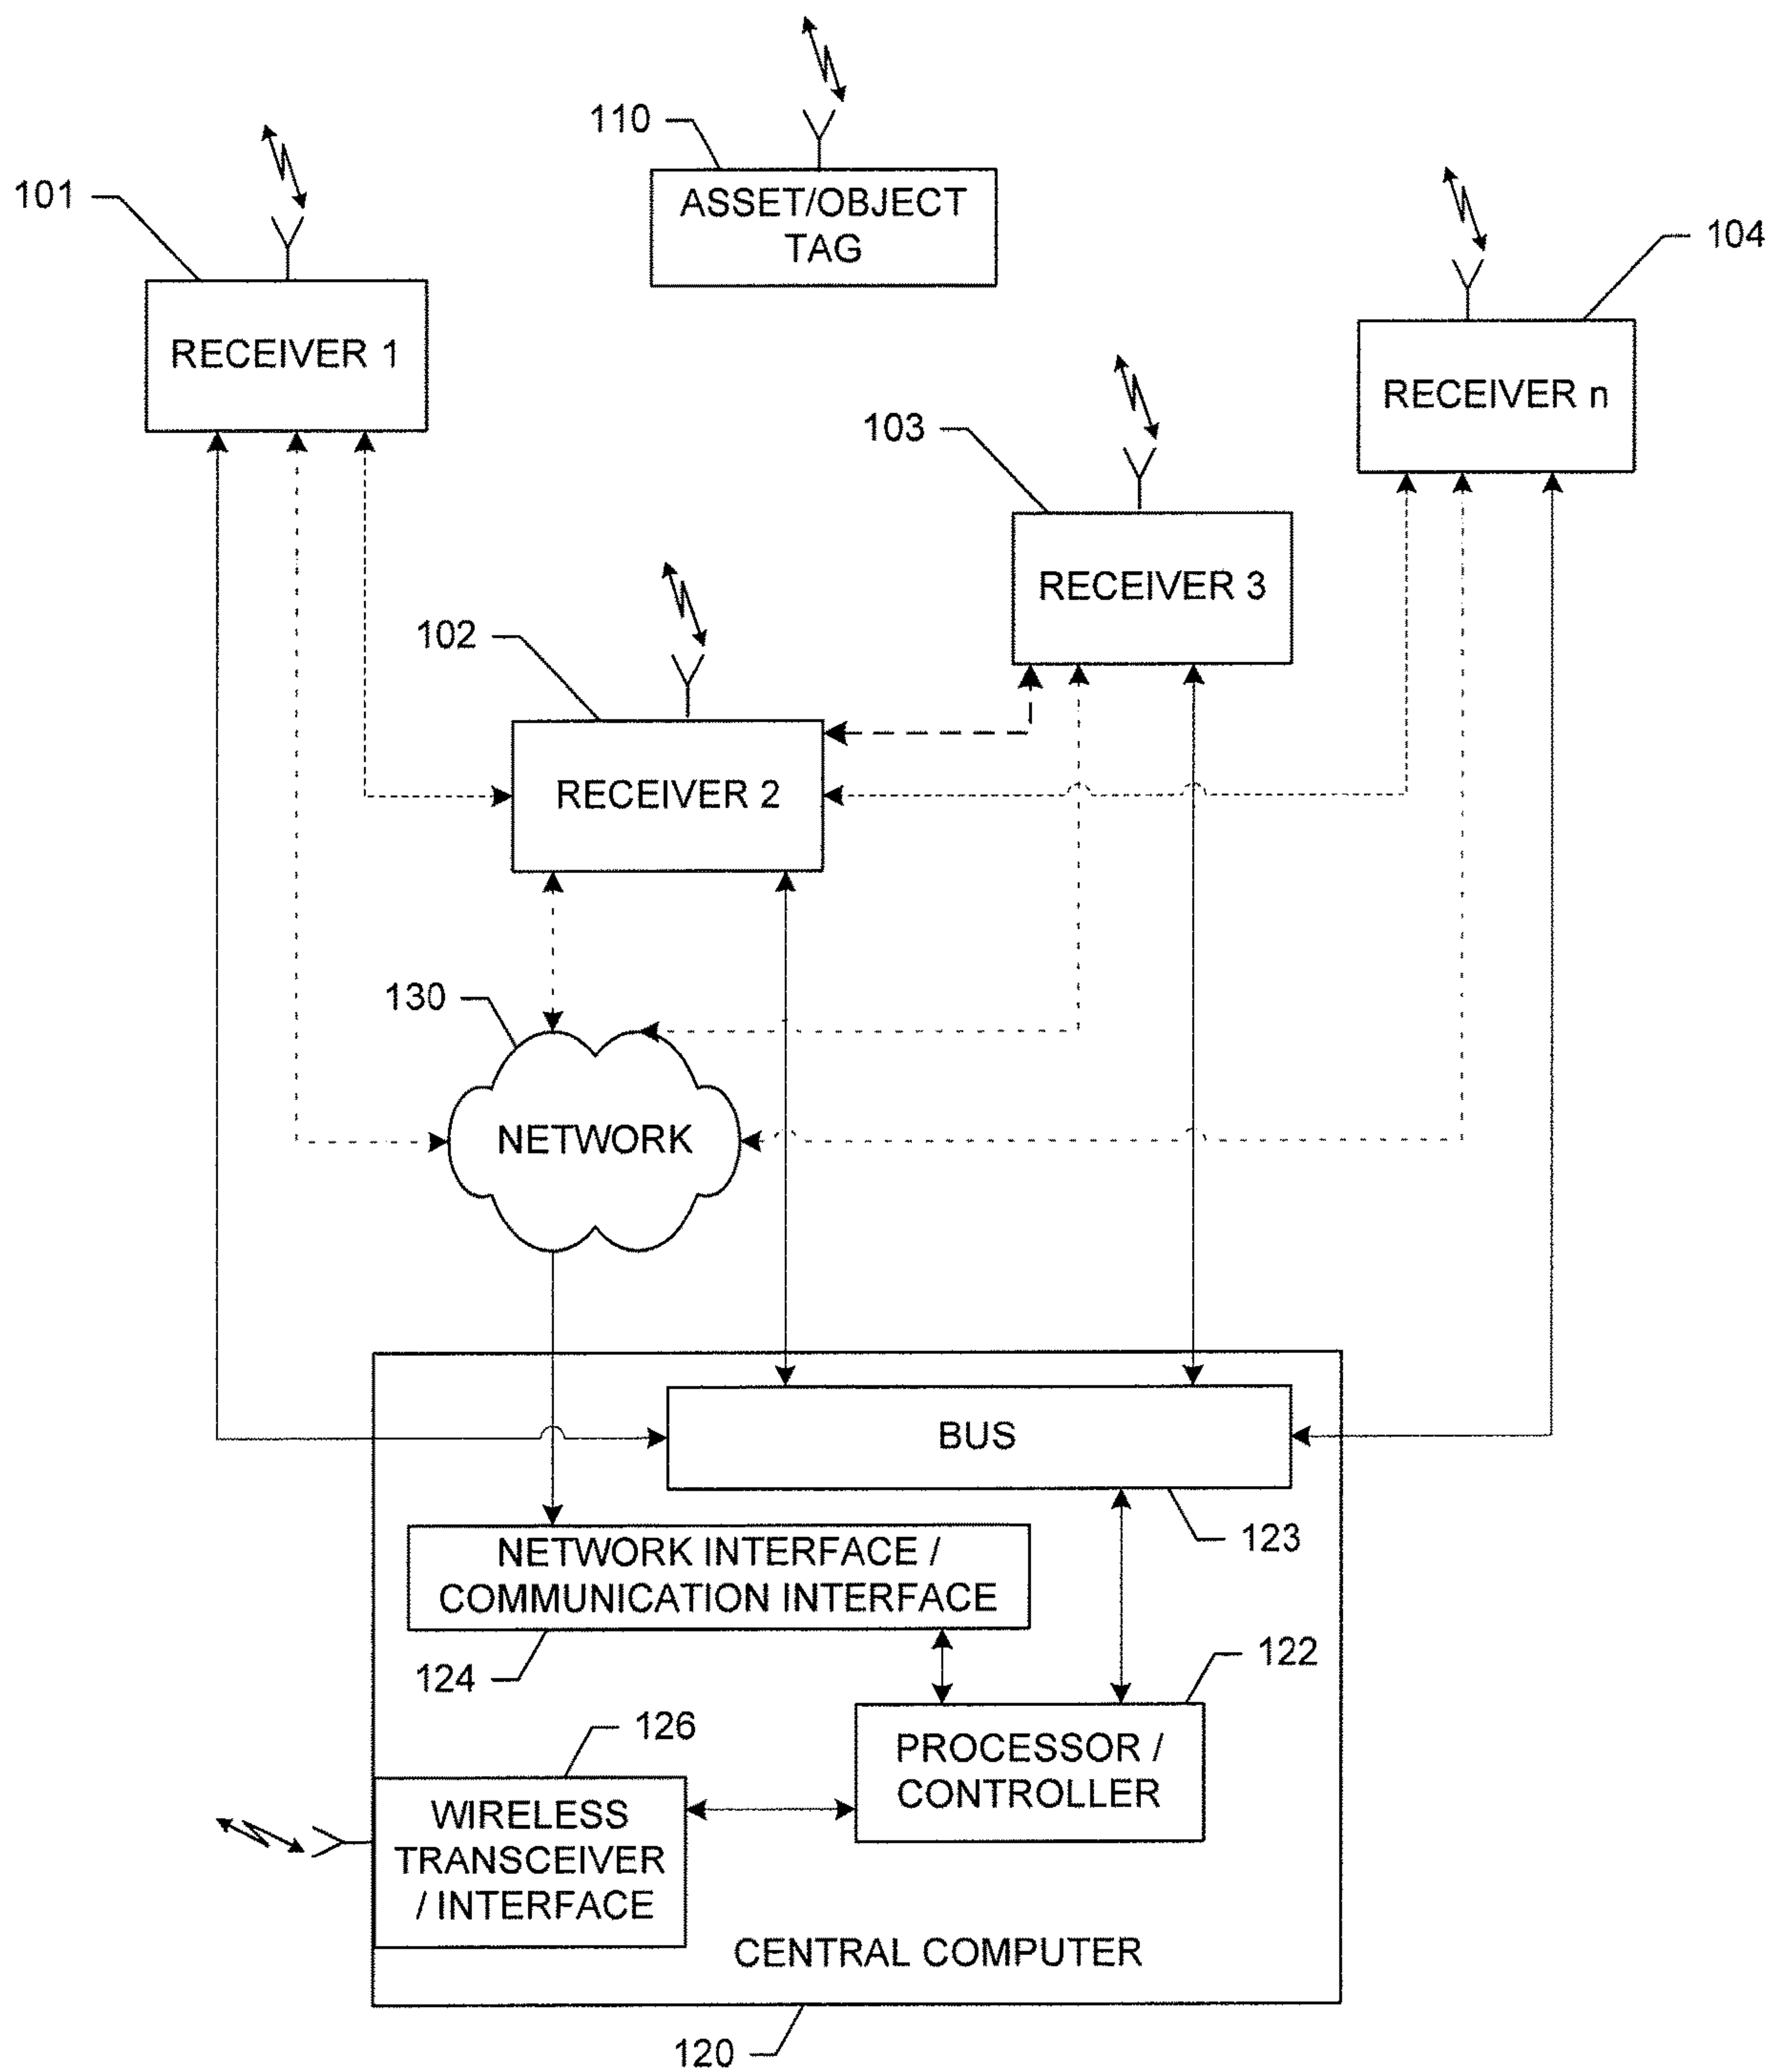 110
ASSET/OBJECT
TAG
101
RECEIVER 1
104
RECEIVER n
103
RECEIVER 3
102
RECEIVER 2
130
NETWORK
BUS
123
NETWORK INTERFACE /
COMMUNICATION INTERFACE
124
122
PROCESSOR /
CONTROLLER
126
WIRELESS
TRANSCEIVER
/ INTERFACE
CENTRAL COMPUTER
120